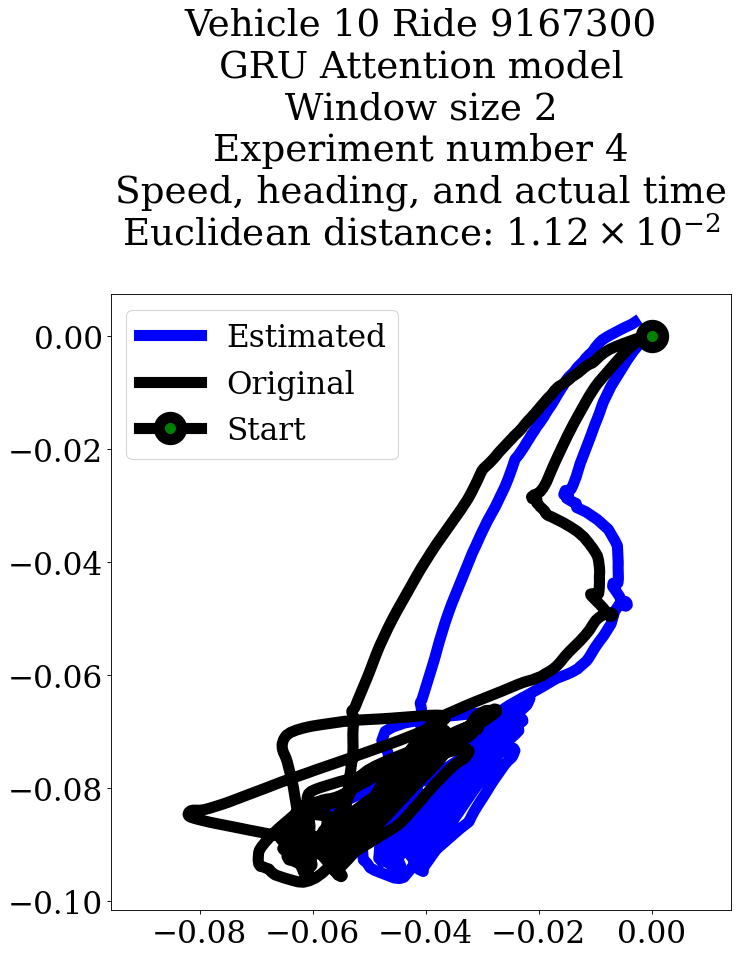 Vehicle 10 Ride 9167300
GRU Attention model
Window size 2
Experiment number 4
Speed, heading, and actual time
Euclidean distance: 1.12 × 10⁻²
Estimated
Original
Start
0.00
−0.02
−0.04
−0.06
−0.08
−0.10
−0.08 −0.06 −0.04 −0.02 0.00